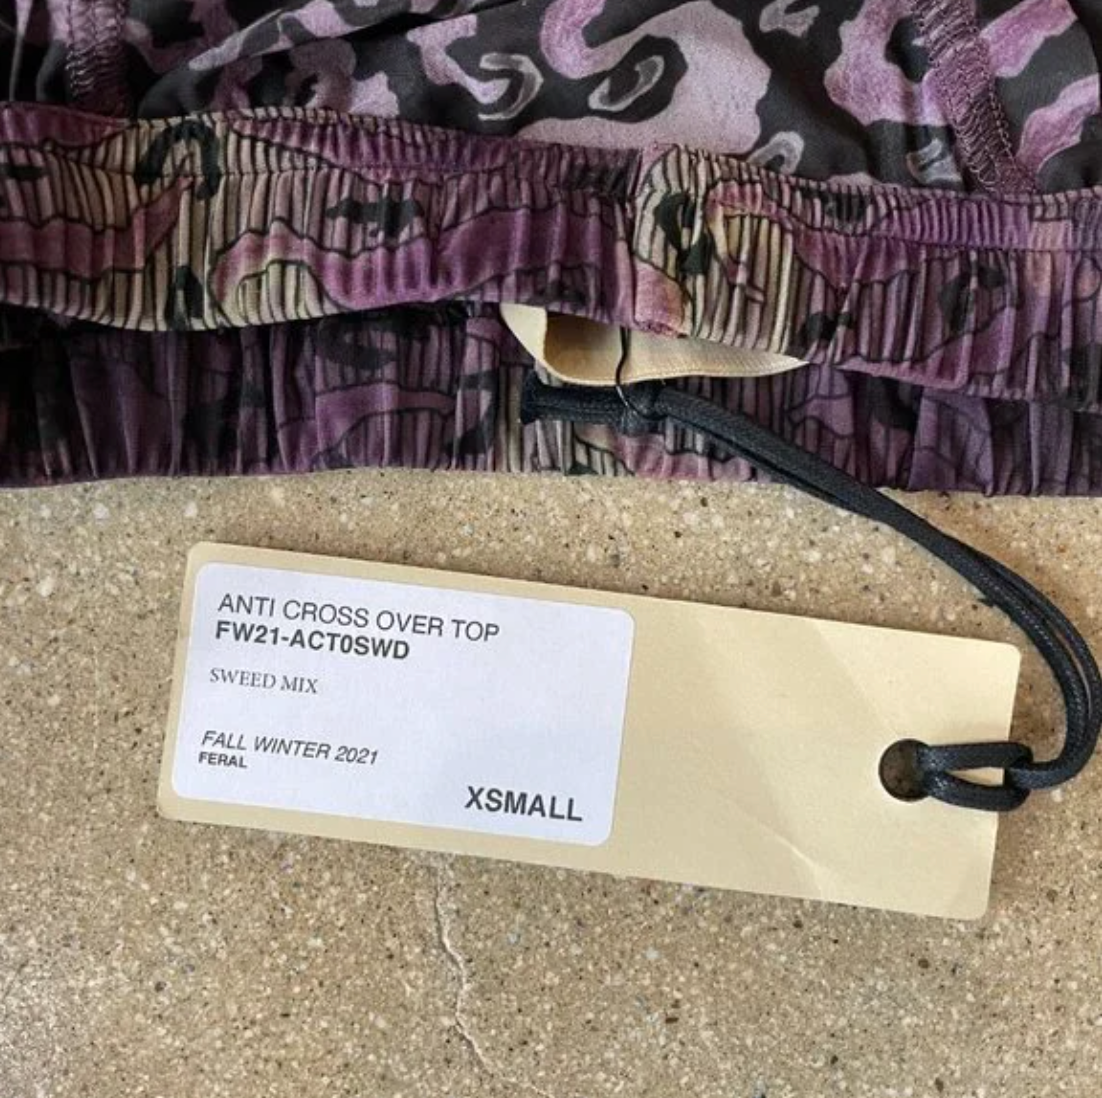 ANTI CROSS OVER TOP
FW21-ACT0SWD
SWEED MIX
FALL WINTER 2021
FERAL
XSMALL